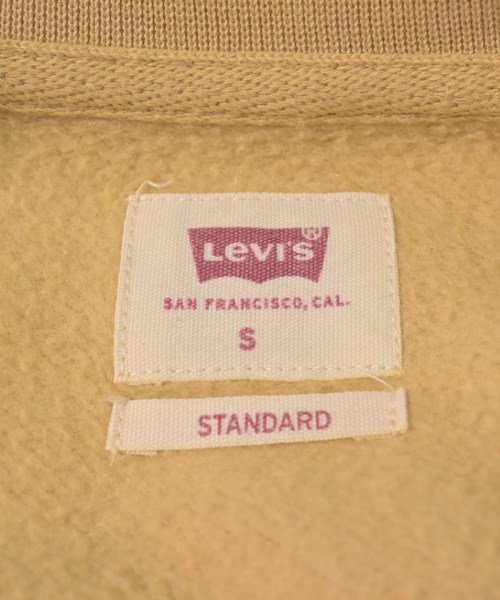 Levi's®
SAN FRANCISCO, CAL.
S
STANDARD